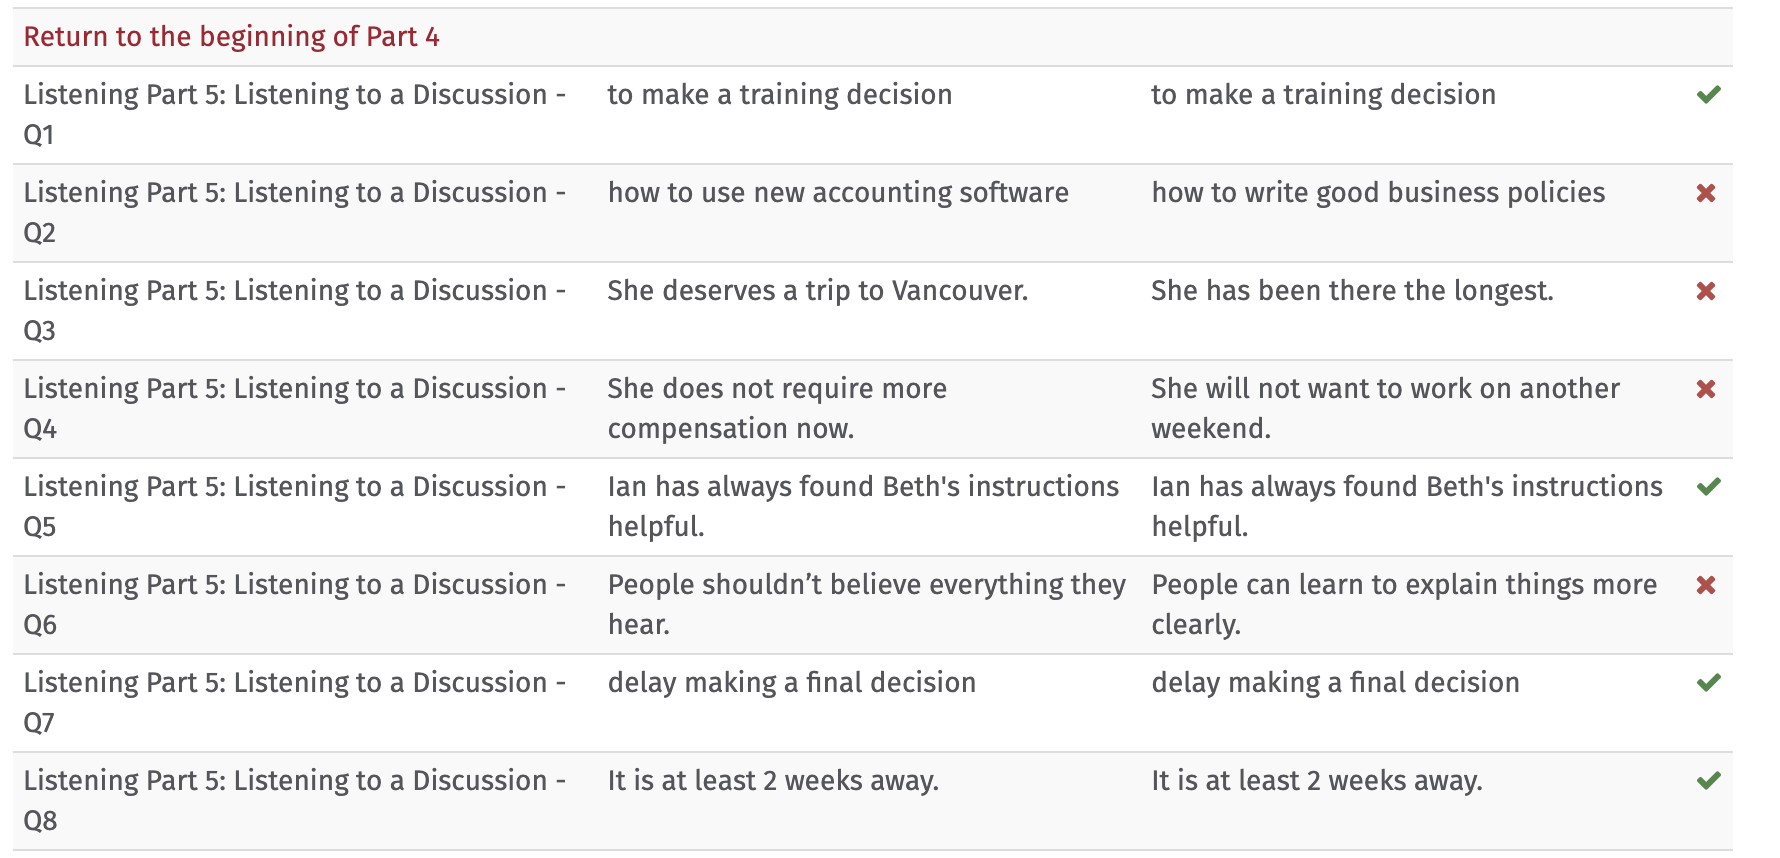 Return to the beginning of Part 4
Listening Part 5: Listening to a Discussion - to make a training decision to make a training decision
Q1
Listening Part 5: Listening to a Discussion - how to use new accounting software how to write good business policies
Q2
Listening Part 5: Listening to a Discussion - She deserves a trip to Vancouver. She has been there the longest.
Q3
Listening Part 5: Listening to a Discussion - She does not require more She will not want to work on another
Q4 compensation now. weekend.
Listening Part 5: Listening to a Discussion - Ian has always found Beth's instructions Ian has always found Beth's instructions
Q5 helpful. helpful.
Listening Part 5: Listening to a Discussion - People shouldn’t believe everything they People can learn to explain things more
Q6 hear. clearly.
Listening Part 5: Listening to a Discussion - delay making a final decision delay making a final decision
Q7
Listening Part 5: Listening to a Discussion - It is at least 2 weeks away. It is at least 2 weeks away.
Q8